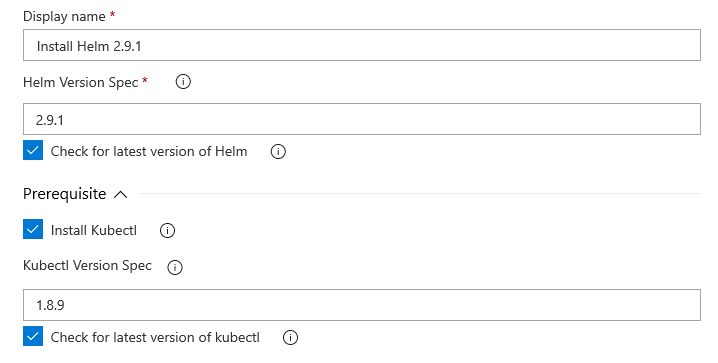 Display name *
Install Helm 2.9.1
Helm Version Spec *
2.9.1
Check for latest version of Helm
Prerequisite
Install Kubectl
Kubectl Version Spec
1.8.9
Check for latest version of kubectl